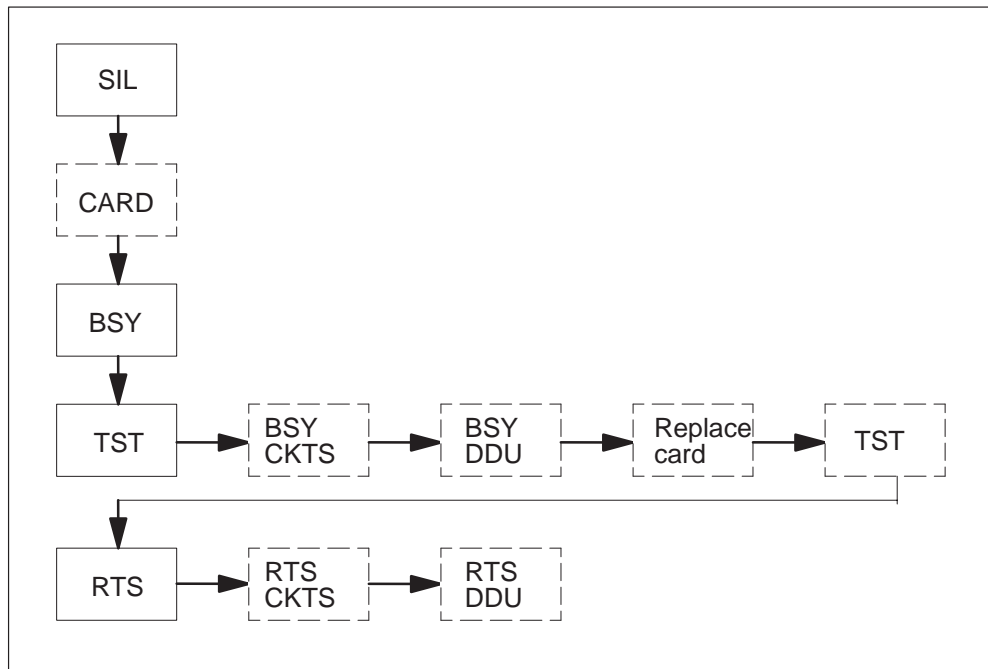 SIL
CARD
BSY
TST
BSY
CKTS
BSY
DDU
Replace
card
TST
RTS
RTS
CKTS
RTS
DDU